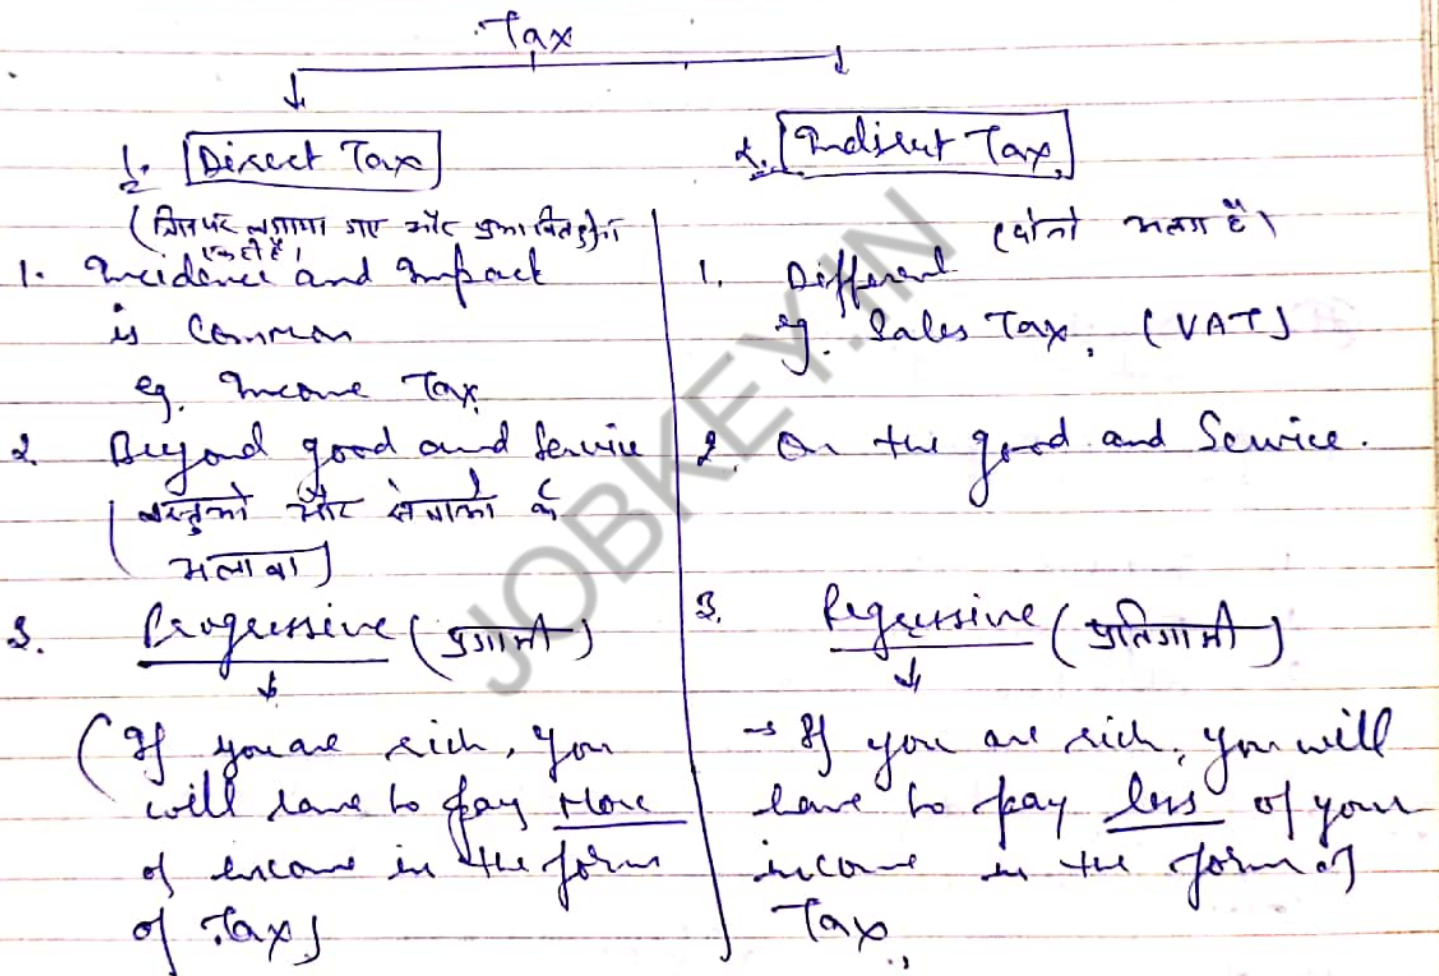 Tax
1. Direct Tax
2. Indirect Tax
(जिसपर लगाया जाए और प्रभावित होगा
एक ही है।
(दोनो अलग है।
1. Incidence and Impact
is Common
eg. Income Tax
1. Different
eg. Sales Tax. (VAT)
2. Beyond good and Service
(वस्तुओ और सेवाओ के
अलावा)
2. On the good and Service.
3. Progressive (प्रगामी)
(If you are rich, you
will have to pay More
of income in the form
of Tax)
3. Regressive (प्रतिगामी)
→ If you are rich, you will
have to pay less of your
income in the form of
Tax.
JOBKEY.IN